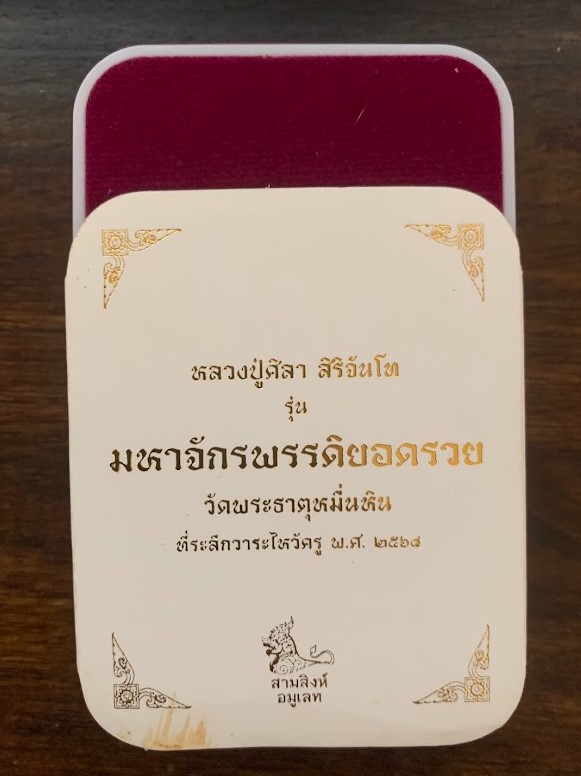 หลวงปู่ศิลา สิริจันโท
รุ่น
มหาจักรพรรดิยอดรวย
วัดพระธาตุหมื่นหิน
ที่ระลึกวาระไหว้ครู พ.ศ. ๒๕๖๘
สามสิงห์
อมูเลท